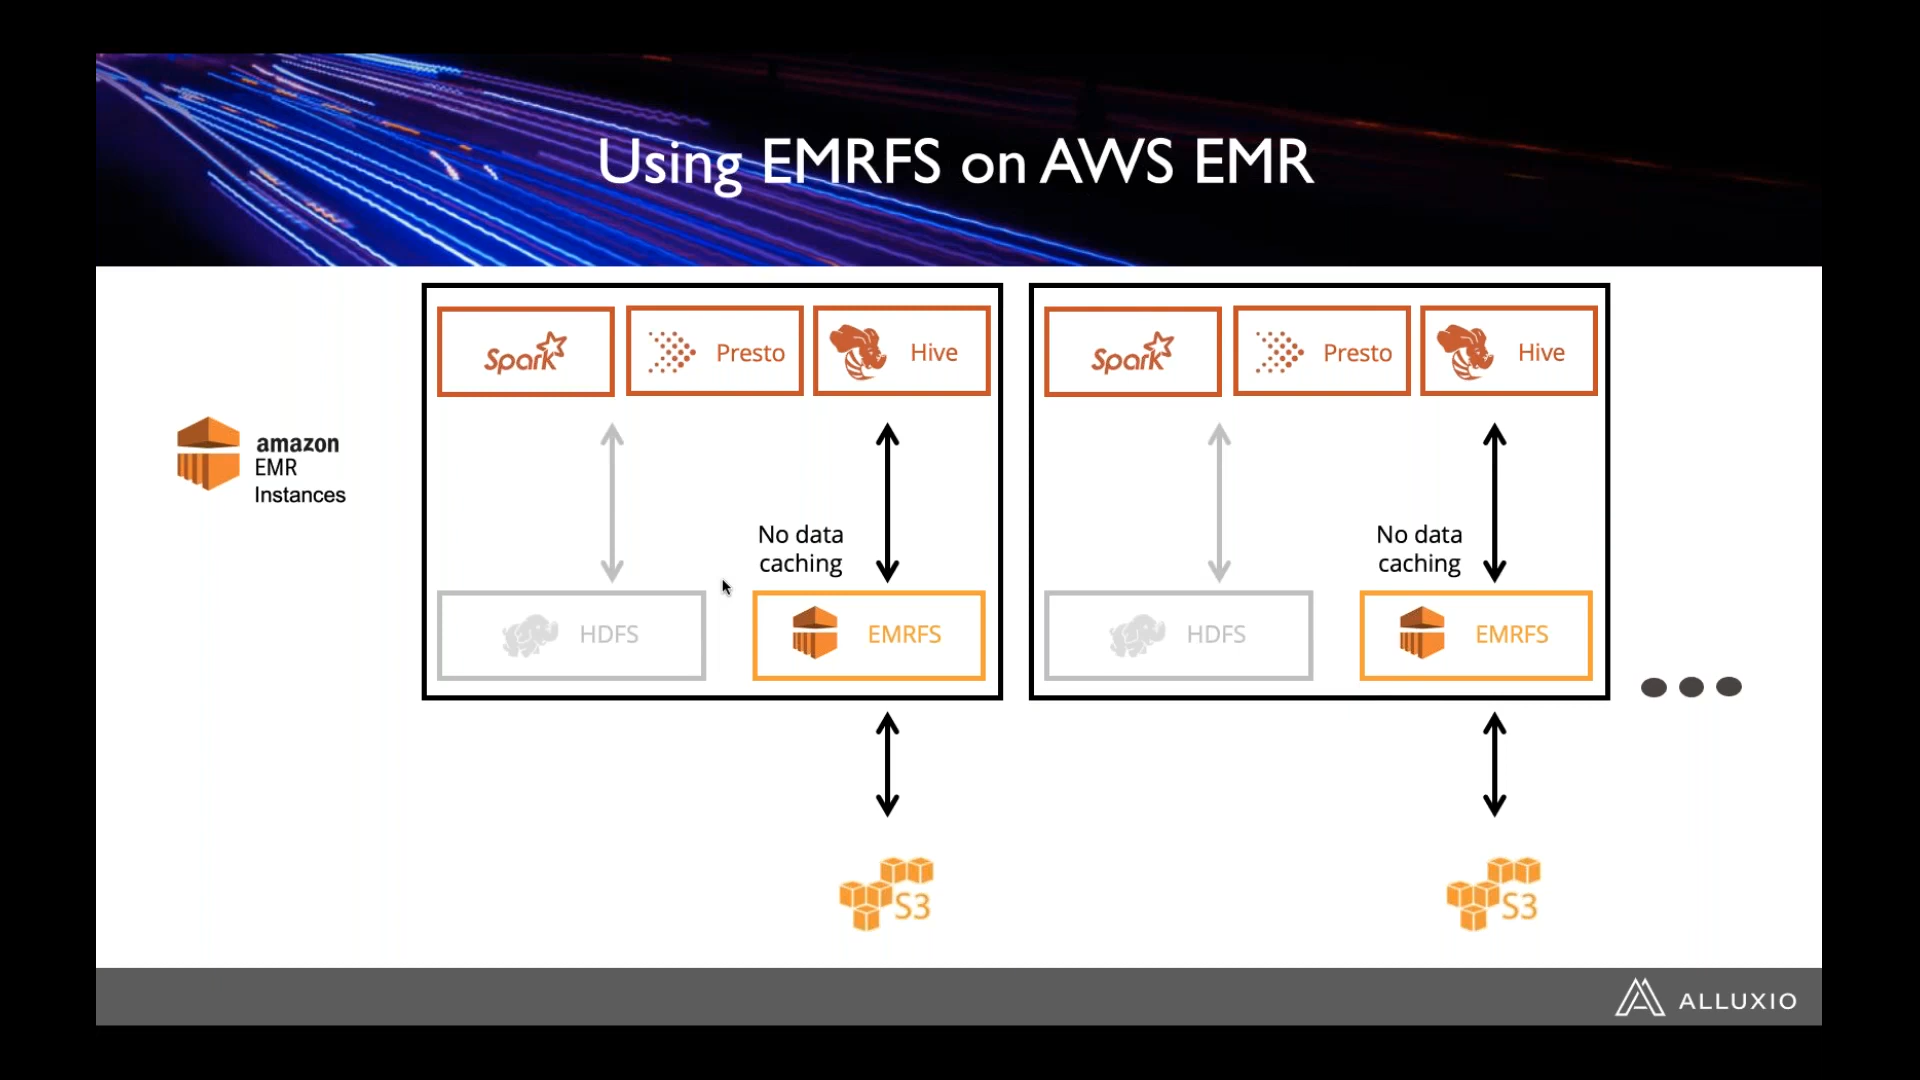 Using EMRFS on AWS EMR
amazon
EMR
Instances
Spark
Presto
Hive
No data
caching
HDFS
EMRFS
S3
Spark
Presto
Hive
No data
caching
HDFS
EMRFS
S3
ALLUXIO